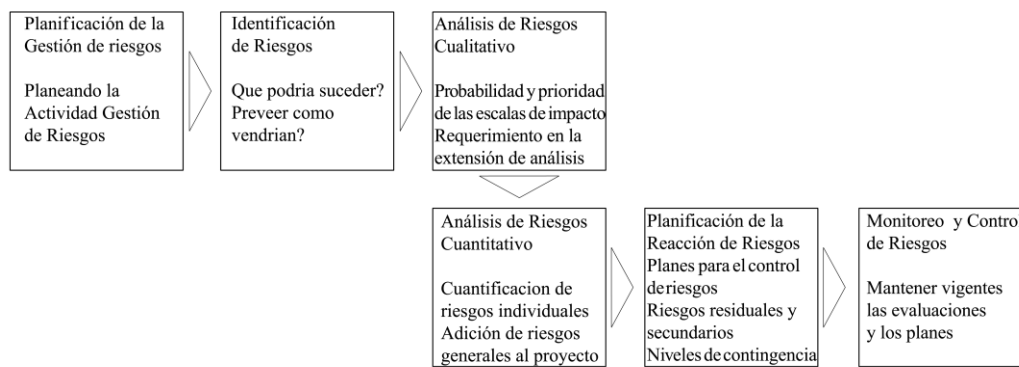 Planificación de la
Gestión de riesgos
Planeando la
Actividad Gestión
de Riesgos
Identificación
de Riesgos
Que podria suceder?
Preveer como
vendrian?
Análisis de Riesgos
Cualitativo
Probabilidad y prioridad
de las escalas de impacto
Requerimiento en la
extensión de análisis
Análisis de Riesgos
Cuantitativo
Cuantificacion de
riesgos individuales
Adición de riesgos
generales al proyecto
Planificación de la
Reacción de Riesgos
Planes para el control
de riesgos
Riesgos residuales y
secundarios
Niveles de contingencia
Monitoreo y Control
de Riesgos
Mantener vigentes
las evaluaciones
y los planes